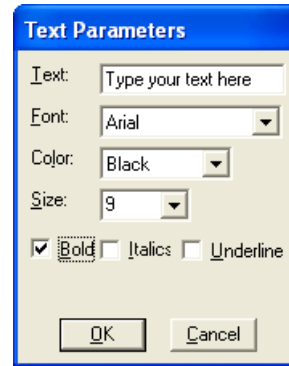 Text Parameters
Text: Type your text here
Font: Arial
Color: Black
Size: 9
Bold Italics Underline
OK Cancel